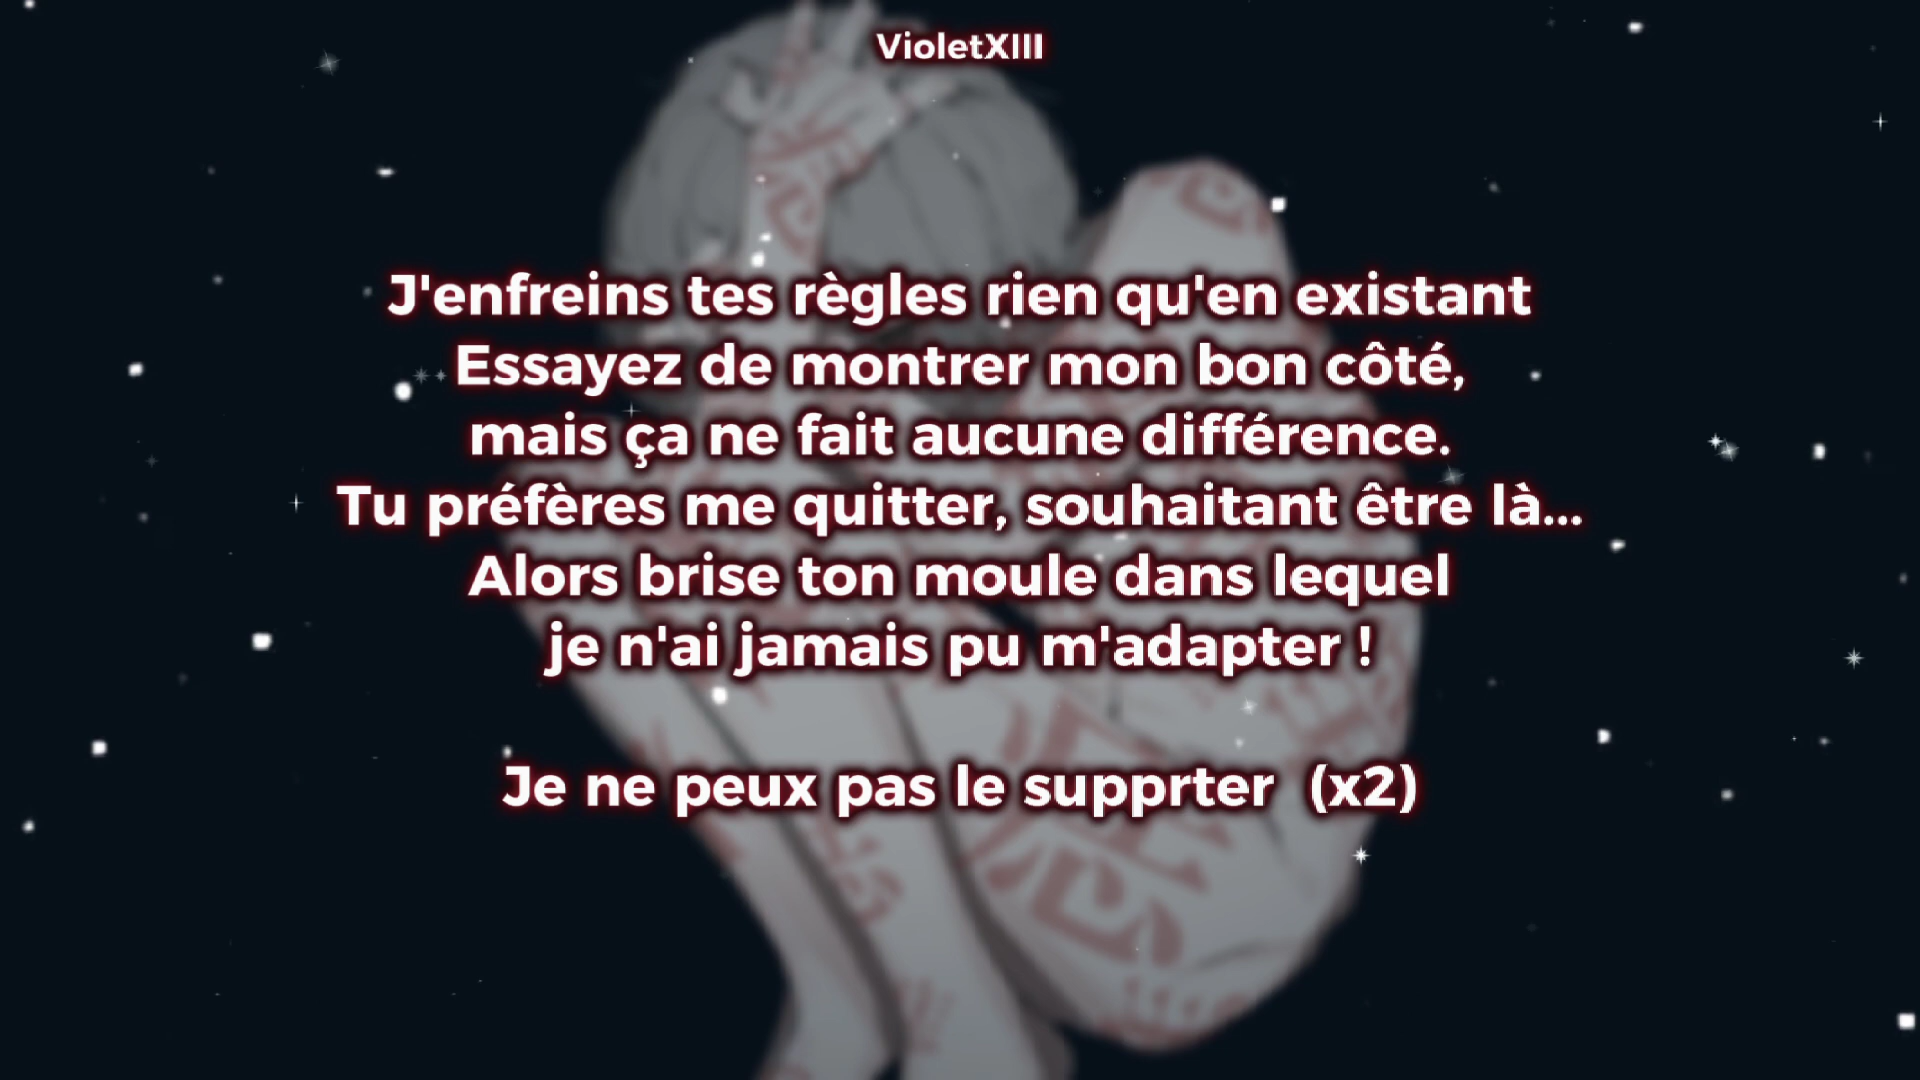 VioletXIII
J'enfreins tes règles rien qu'en existant
Essayez de montrer mon bon côté,
mais ça ne fait aucune différence.
Tu préfères me quitter, souhaitant être là...
Alors brise ton moule dans lequel
je n'ai jamais pu m'adapter !
Je ne peux pas le supprter (x2)